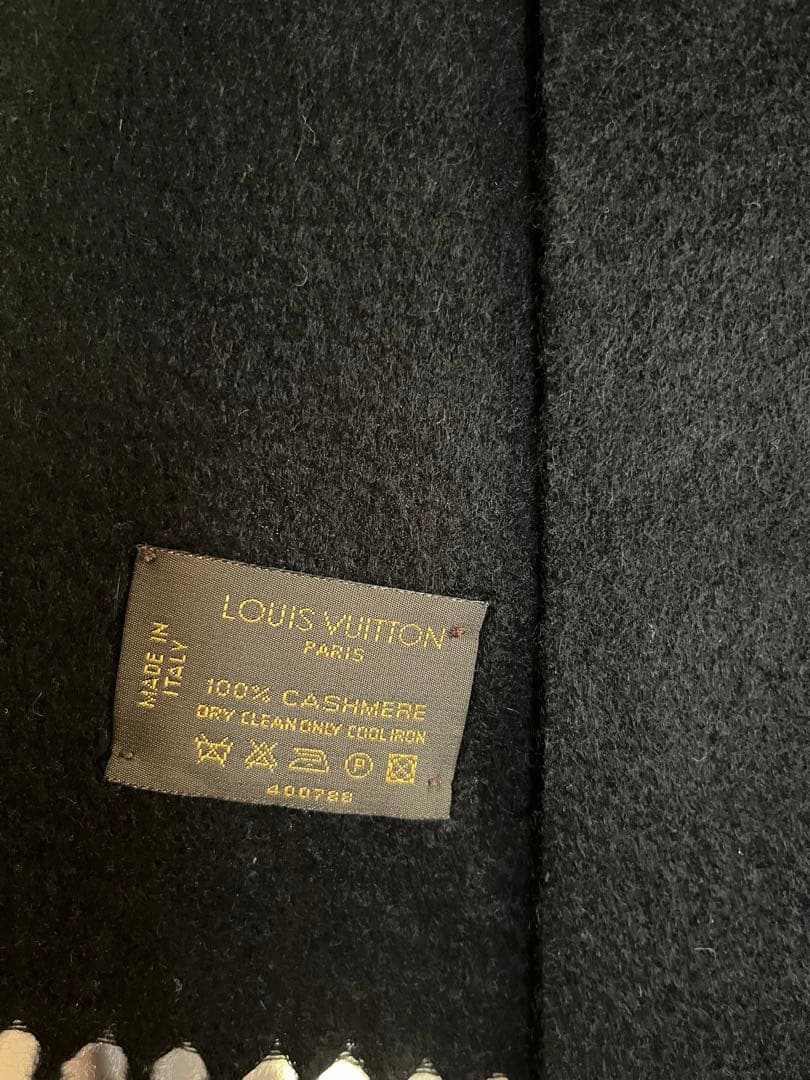 LOUIS VUITTON
PARIS
MADE IN
ITALY
100% CASHMERE
DRY CLEAN ONLY COOL IRON
P
400788